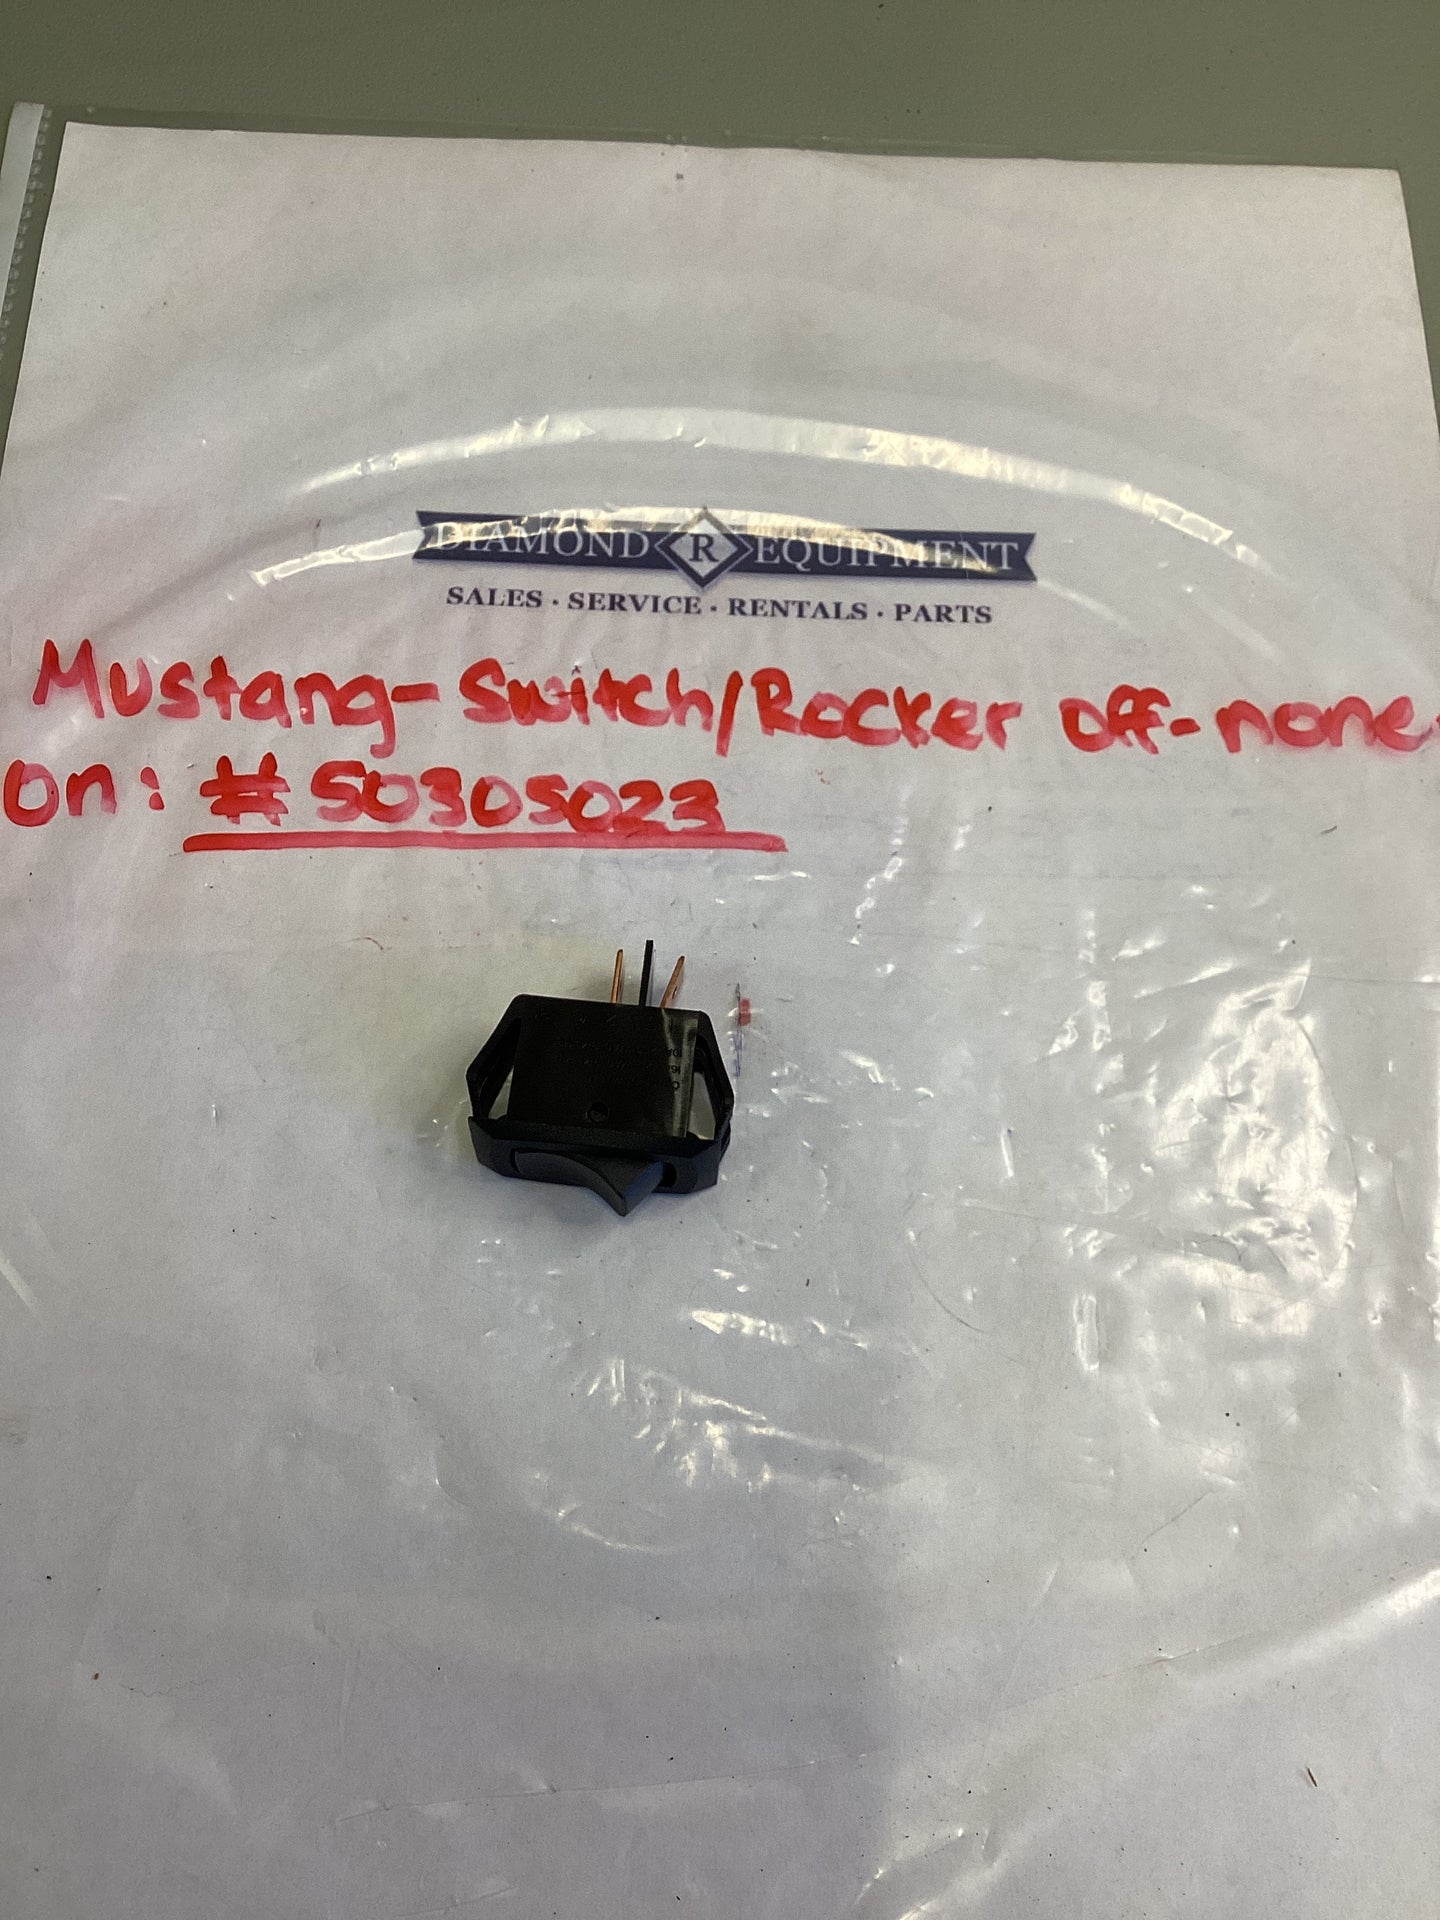 DIAMOND R EQUIPMENT
SALES · SERVICE · RENTALS · PARTS
Mustang-Switch/Rocker off-none-
on: #50305023